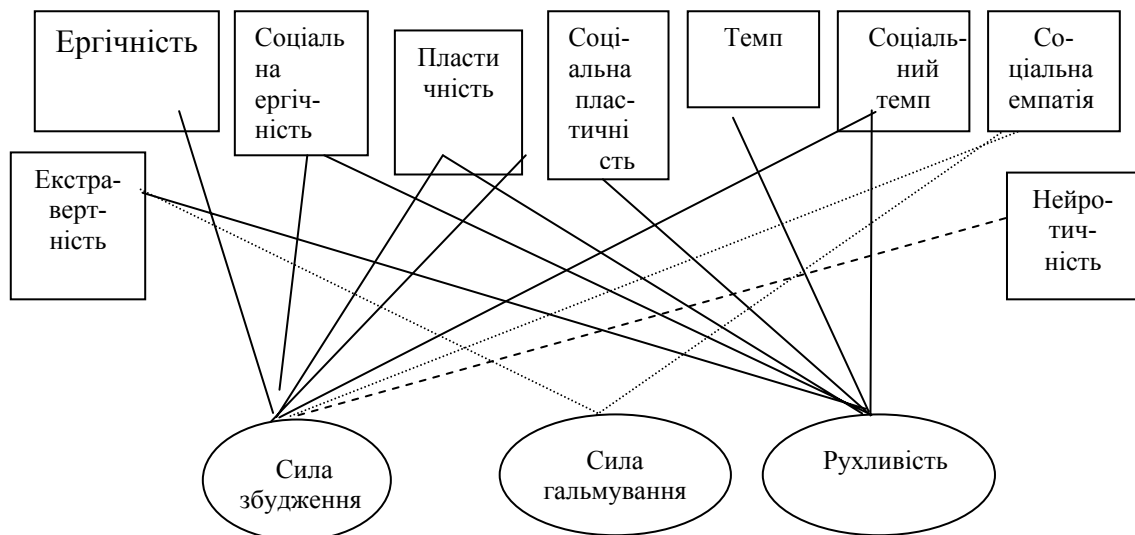 Ергічність
Соціаль
на
ергіч-
ність
Пласти
чність
Соці-
альна
плас-
тичні
сть
Темп
Соціаль-
ний
темп
Со-
ціальна
емпатія
Екстра-
верт-
ність
Нейро-
тич-
ність
Сила
збудження
Сила
гальмування
Рухливість